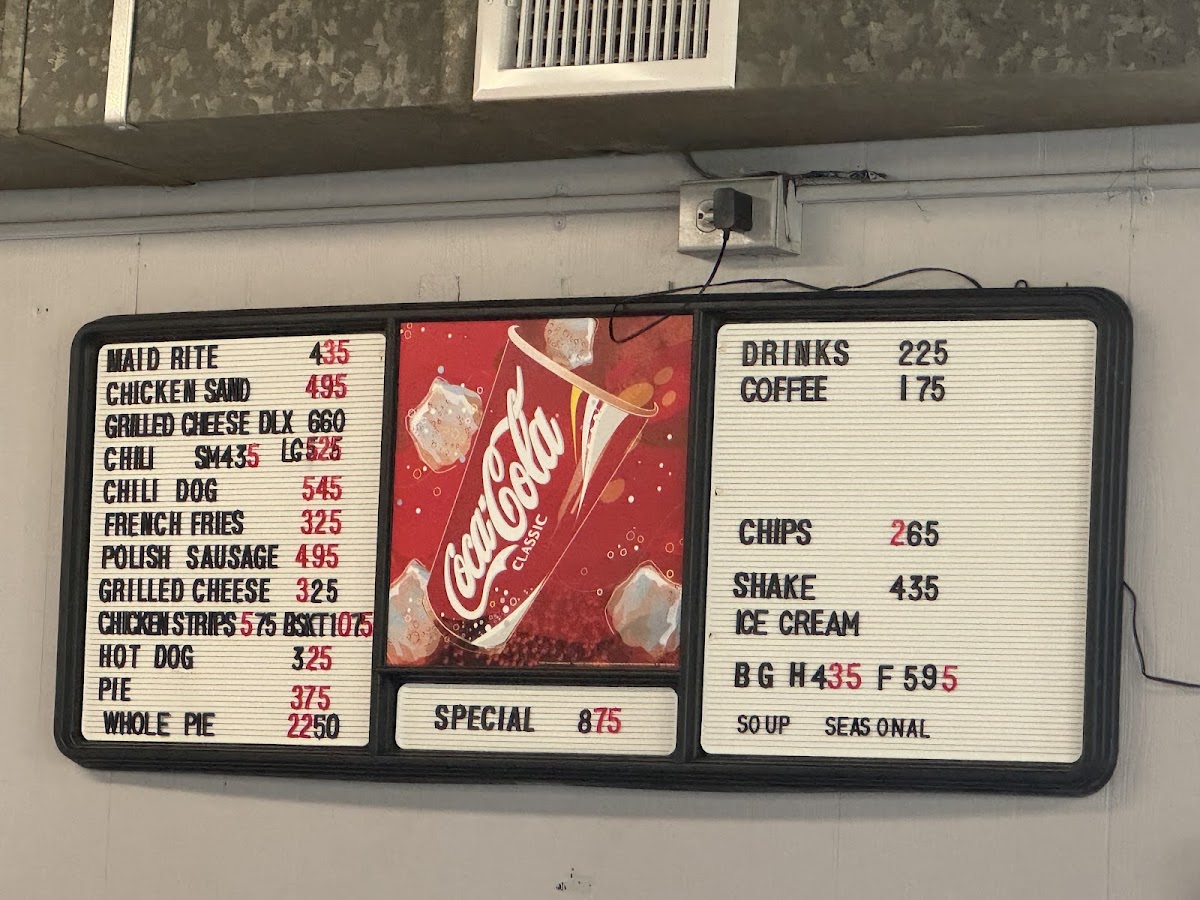 MAID RITE 435
CHICKEN SAND 495
GRILLED CHEESE DLX 660
CHILI SM435 LG525
CHILI DOG 545
FRENCH FRIES 325
POLISH SAUSAGE 495
GRILLED CHEESE 325
CHICKEN STRIPS 575 BSKT 1075
HOT DOG 325
PIE 375
WHOLE PIE 2250
Coca-Cola
CLASSIC
SPECIAL 875
DRINKS 225
COFFEE 175
CHIPS 265
SHAKE 435
ICE CREAM
BG H435 F595
SOUP SEASONAL